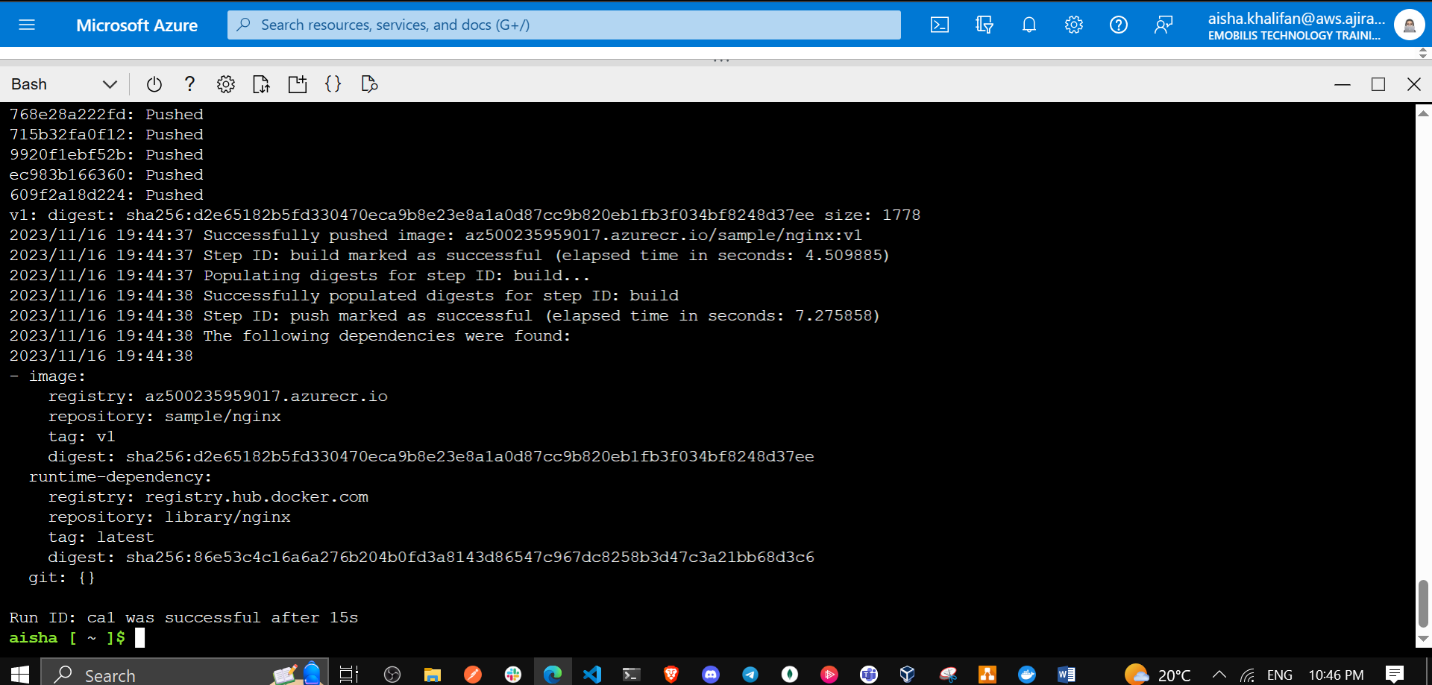 Microsoft Azure
Search resources, services, and docs (G+/)
aisha.khalifan@aws.ajira...
EMOBILIS TECHNOLOGY TRAINI...
Bash
768e28a222fd: Pushed
715b32fa0f12: Pushed
9920f1ebf52b: Pushed
ec983b166360: Pushed
609f2a18d224: Pushed
v1: digest: sha256:d2e65182b5fd330470eca9b8e23e8a1a0d87cc9b820eb1fb3f034bf8248d37ee size: 1778
2023/11/16 19:44:37 Successfully pushed image: az500235959017.azurecr.io/sample/nginx:v1
2023/11/16 19:44:37 Step ID: build marked as successful (elapsed time in seconds: 4.509885)
2023/11/16 19:44:37 Populating digests for step ID: build...
2023/11/16 19:44:38 Successfully populated digests for step ID: build
2023/11/16 19:44:38 Step ID: push marked as successful (elapsed time in seconds: 7.275858)
2023/11/16 19:44:38 The following dependencies were found:
2023/11/16 19:44:38
- image:
registry: az500235959017.azurecr.io
repository: sample/nginx
tag: v1
digest: sha256:d2e65182b5fd330470eca9b8e23e8a1a0d87cc9b820eb1fb3f034bf8248d37ee
runtime-dependency:
registry: registry.hub.docker.com
repository: library/nginx
tag: latest
digest: sha256:86e53c4c16a6a276b204b0fd3a8143d86547c967dc8258b3d47c3a21bb68d3c6
git: {}
Run ID: ca1 was successful after 15s
aisha [ ~ ]$
Search
20°C
ENG
10:46 PM